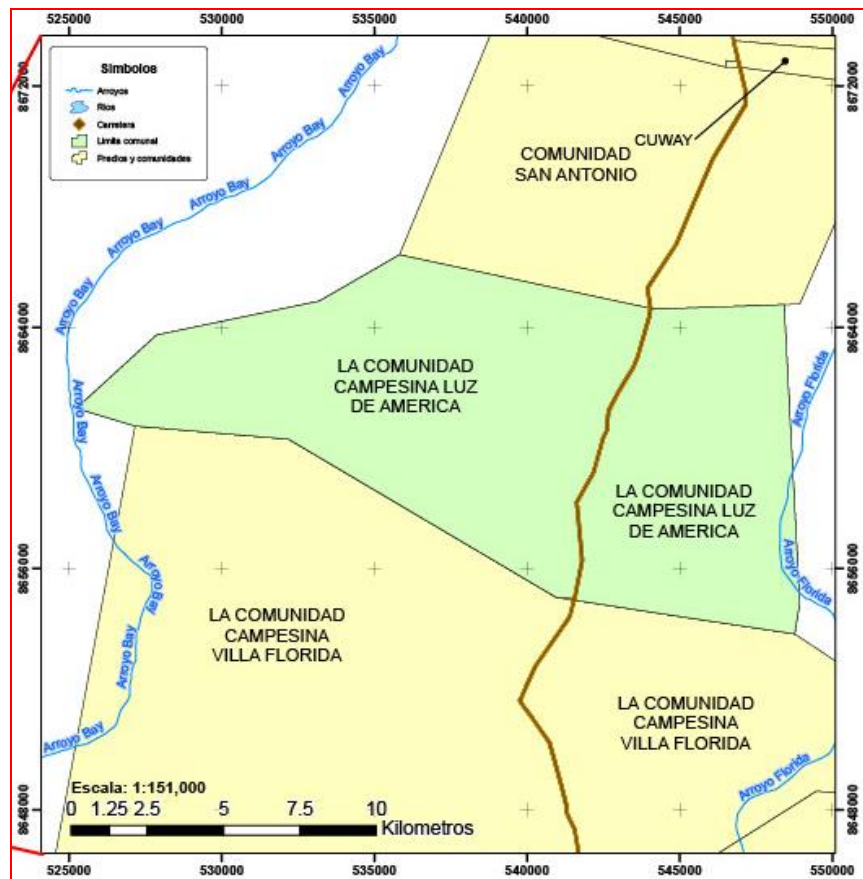 525000 530000 535000 540000 545000 550000
Simbolos
Arroyos
Rios
Carretera
Limite comunal
Predios y comunidades
8672000
8672000
Arroyo Bay
Arroyo Bay
Arroyo Bay
Arroyo Bay
Arroyo Bay
CUWAY
COMUNIDAD
SAN ANTONIO
8664000
8664000
LA COMUNIDAD
CAMPESINA LUZ
DE AMERICA
Arroyo Florida
Arroyo Bay
LA COMUNIDAD
CAMPESINA LUZ
DE AMERICA
Arroyo Bay
8656000
8656000
Arroyo Bay
Arroyo Florida
LA COMUNIDAD
CAMPESINA
VILLA FLORIDA
Arroyo Bay
LA COMUNIDAD
CAMPESINA
VILLA FLORIDA
Arroyo Bay
Arroyo Florida
8648000
8648000
Escala: 1:151,000
0 1.25 2.5 5 7.5 10
Kilometros
525000 530000 535000 540000 545000 550000